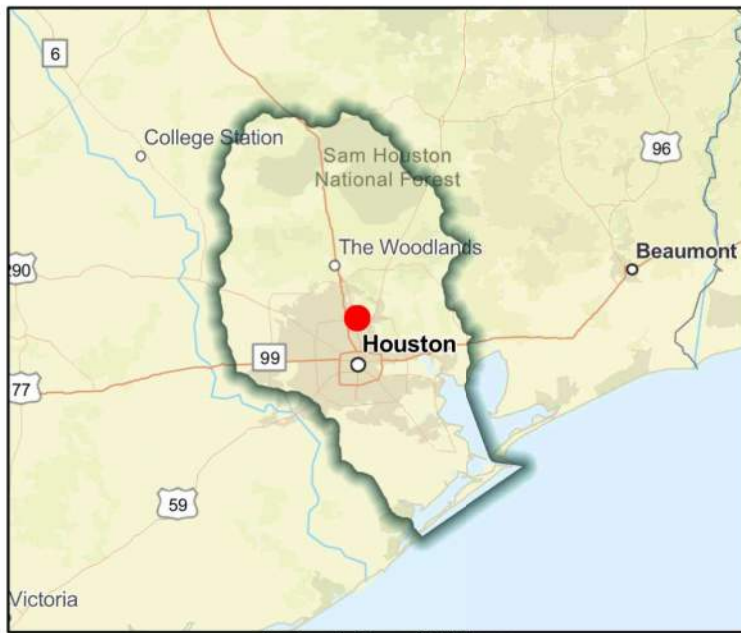 6
College Station
Sam Houston
National Forest
96
The Woodlands
290
Beaumont
Houston
99
77
59
Victoria